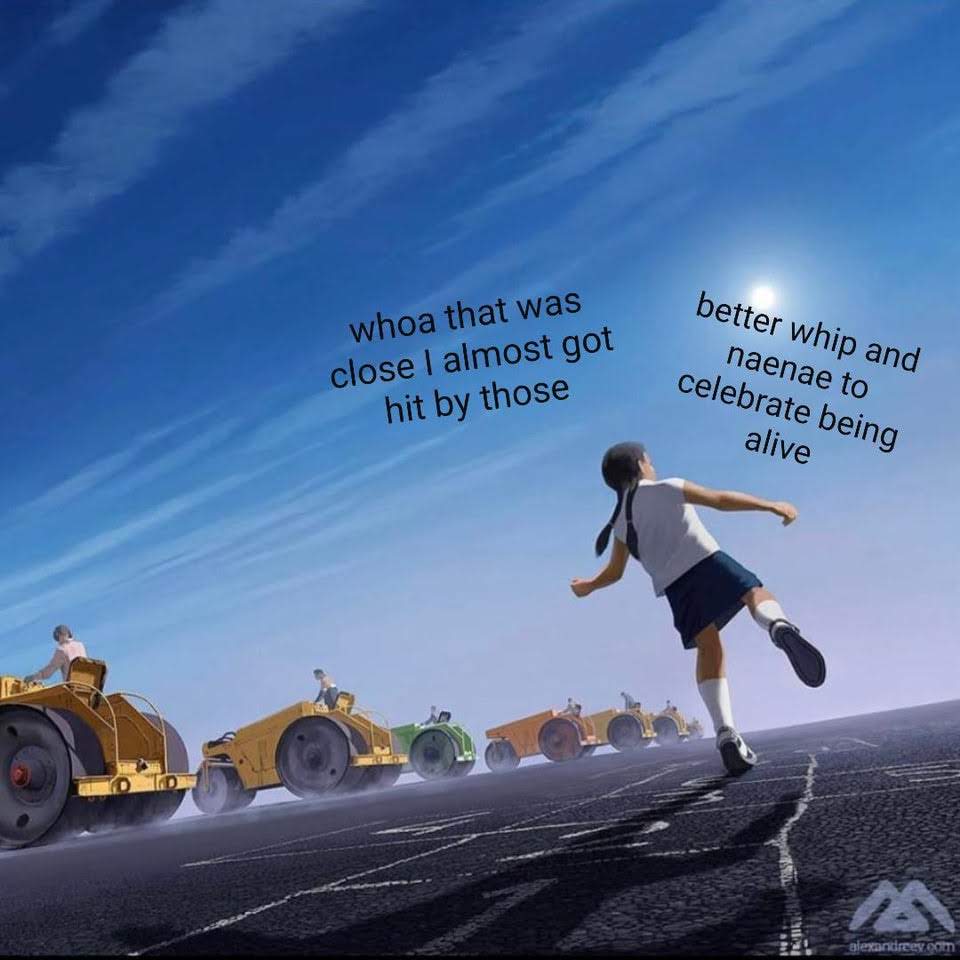 whoa that was
close I almost got
hit by those
better whip and
naenae to
celebrate being
alive
alexandreev.com